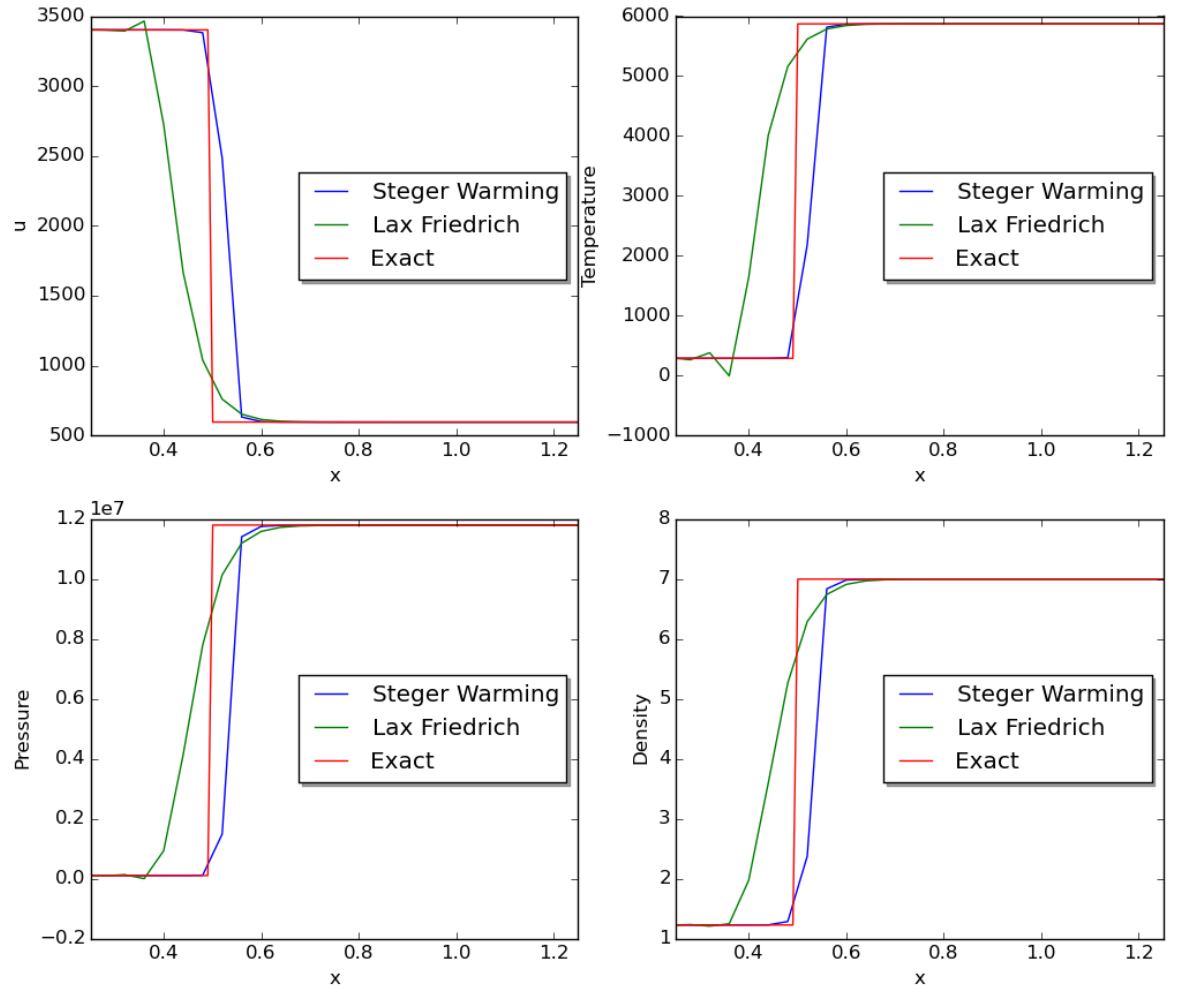 3500
3000
2500
2000
1500
1000
500
u
0.4 0.6 0.8 1.0 1.2
x
Steger Warming
Lax Friedrich
Exact
6000
5000
4000
3000
2000
1000
0
−1000
Temperature
0.4 0.6 0.8 1.0 1.2
x
Steger Warming
Lax Friedrich
Exact
1e7
1.2
1.0
0.8
0.6
0.4
0.2
0.0
−0.2
Pressure
0.4 0.6 0.8 1.0 1.2
x
Steger Warming
Lax Friedrich
Exact
8
7
6
5
4
3
2
1
Density
0.4 0.6 0.8 1.0 1.2
x
Steger Warming
Lax Friedrich
Exact